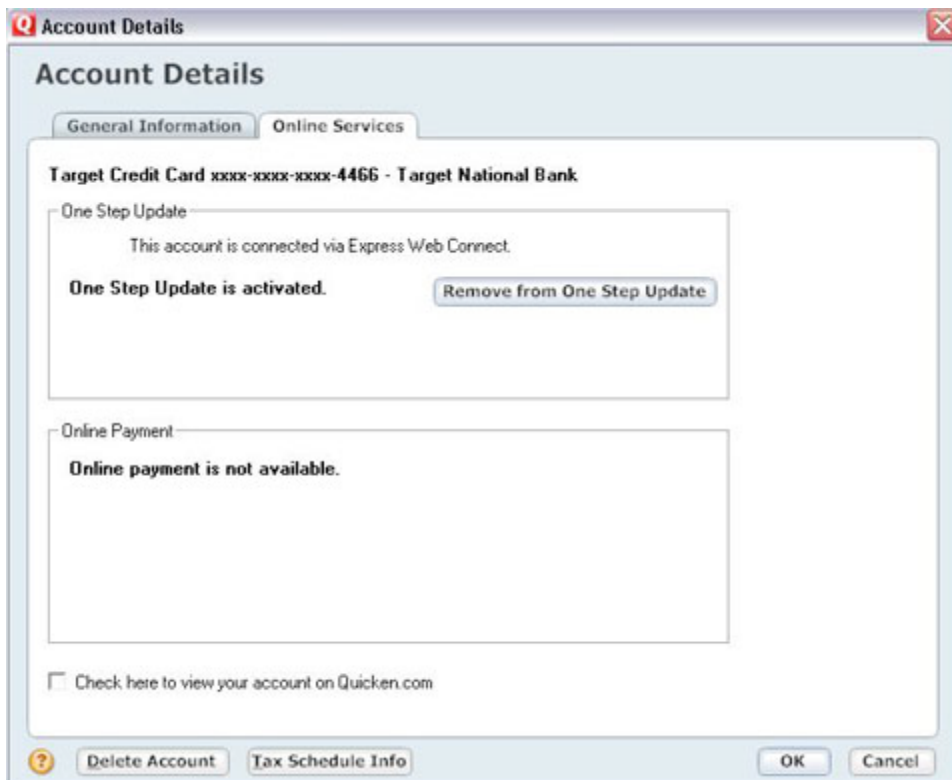 Account Details
Account Details
General Information Online Services
Target Credit Card xxxx-xxxx-xxxx-4466 - Target National Bank
One Step Update
This account is connected via Express Web Connect.
One Step Update is activated. Remove from One Step Update
Online Payment
Online payment is not available.
Check here to view your account on Quicken.com
? Delete Account Tax Schedule Info OK Cancel